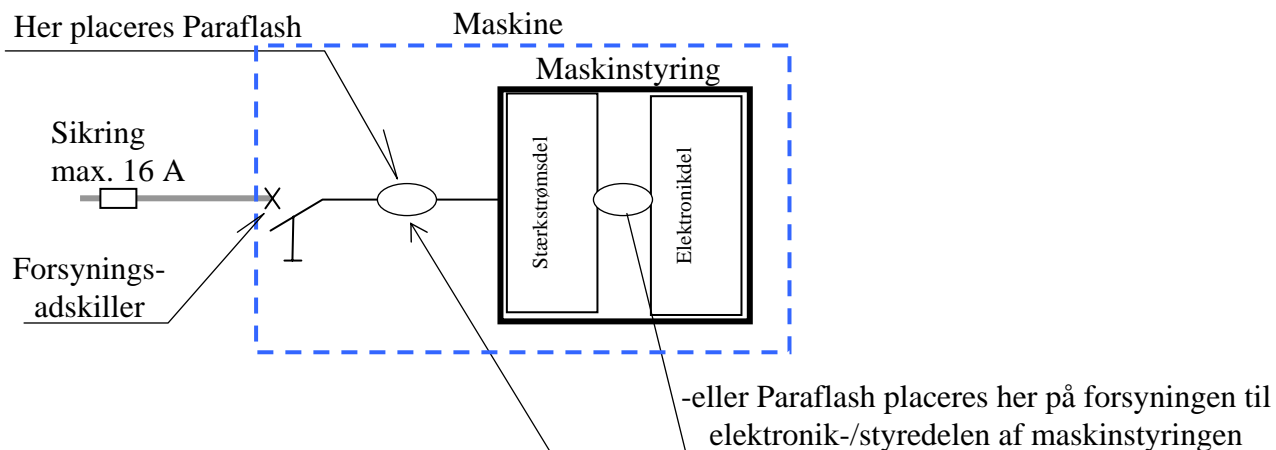 Her placeres Paraflash
Maskine
Maskinstyring
Sikring
max. 16 A
Stærkstrømsdel
Elektronikdel
Forsynings-
adskiller
-eller Paraflash placeres her på forsyningen til
elektronik-/styredelen af maskinstyringen